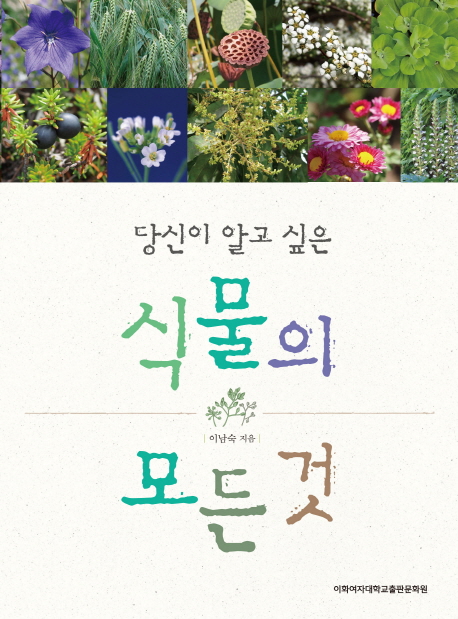 당신이 알고 싶은
식물의
이남숙 지음
모든 것
이화여자대학교출판문화원